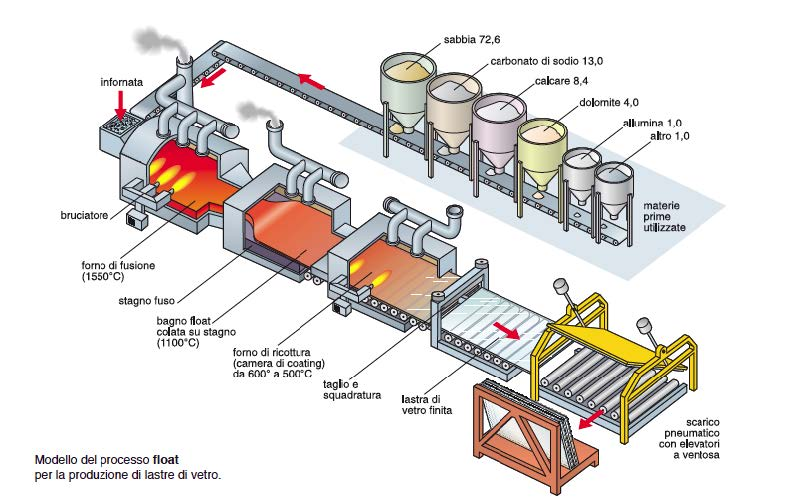 sabbia 72,6
carbonato di sodio 13,0
calcare 8,4
dolomite 4,0
allumina 1,0
altro 1,0
materie
prime
utilizzate
infornata
bruciatore
forno di fusione
(1550°C)
stagno fuso
bagno float
colata su stagno
(1100°C)
forno di ricottura
(camera di coating)
da 600° a 500°C
taglio e
squadratura
lastra di
vetro finita
scarico
pneumatico
con elevatori
a ventosa
Modello del processo float
per la produzione di lastre di vetro.